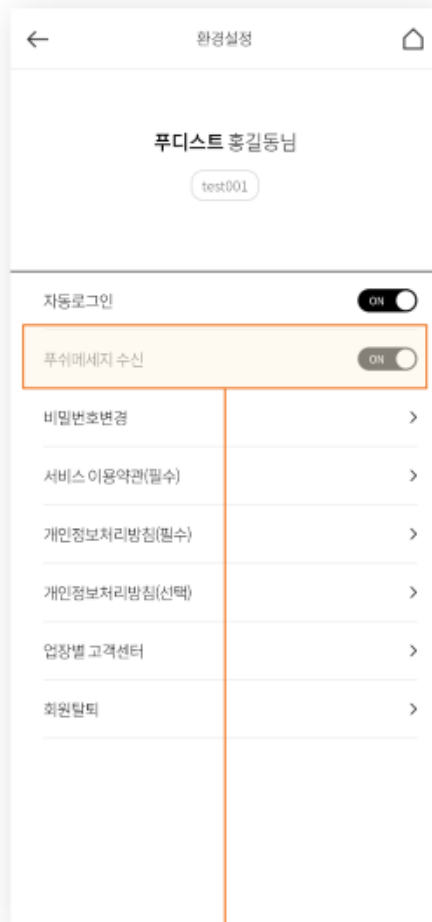 환경설정
푸디스트 홍길동님
test001
자동로그인 ON
푸쉬메세지 수신 ON
비밀번호변경
서비스 이용약관(필수)
개인정보처리방침(필수)
개인정보처리방침(선택)
업장별 고객센터
회원탈퇴